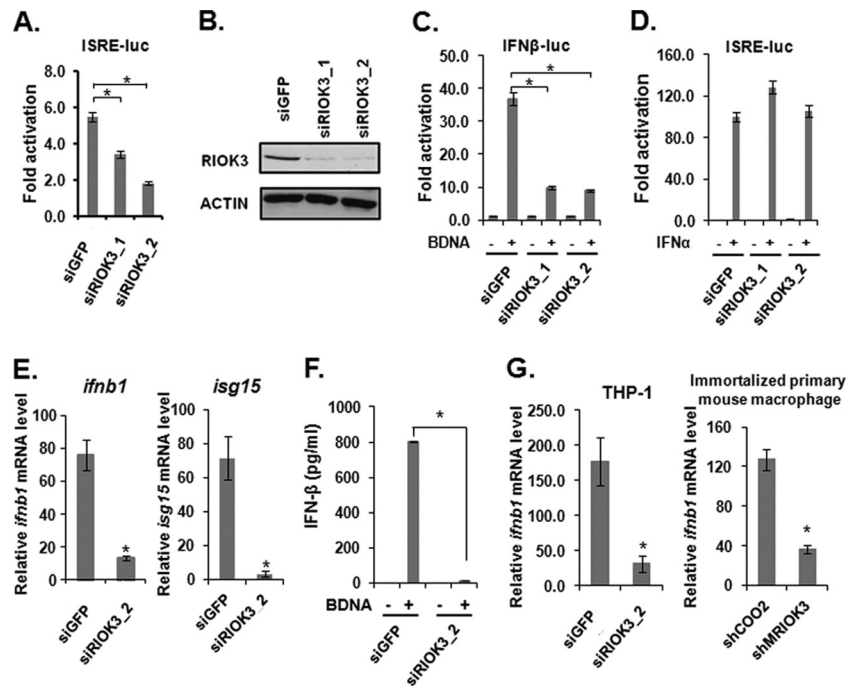 A.
ISRE-luc
Fold activation
8.0
6.0
4.0
2.0
0.0
*
*
siGFP
siRIOK3_1
siRIOK3_2
B.
siGFP
siRIOK3_1
siRIOK3_2
RIOK3
ACTIN
C.
IFNβ-luc
Fold activation
50.0
40.0
30.0
20.0
10.0
0.0
*
*
BDNA - + - + - +
siGFP
siRIOK3_1
siRIOK3_2
D.
ISRE-luc
Fold activation
160.0
120.0
80.0
40.0
0.0
IFNα - + - + - +
siGFP
siRIOK3_1
siRIOK3_2
E.
ifnb1
Relative ifnb1 mRNA level
100
80
60
40
20
0
*
siGFP
siRIOK3_2
isg15
Relative isg15 mRNA level
100
80
60
40
20
0
*
siGFP
siRIOK3_2
F.
IFN-β (pg/ml)
1000
800
600
400
200
0
*
BDNA - + - +
siGFP
siRIOK3_2
G.
THP-1
Relative ifnb1 mRNA level
250.0
200.0
150.0
100.0
50.0
0.0
*
siGFP
siRIOK3_2
Immortalized primary
mouse macrophage
Relative ifnb1 mRNA level
160
120
80
40
0
*
shCOO2
shMRIOK3